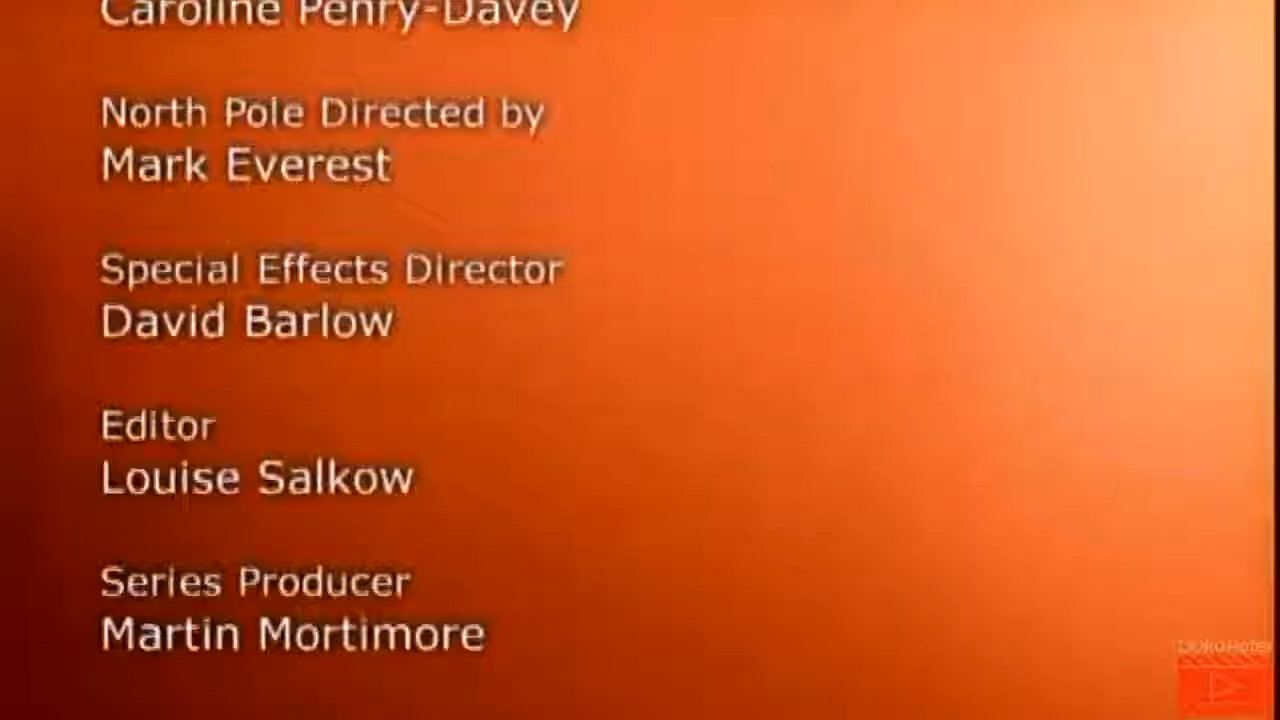 Caroline Penry-Davey
North Pole Directed by
Mark Everest
Special Effects Director
David Barlow
Editor
Louise Salkow
Series Producer
Martin Mortimore